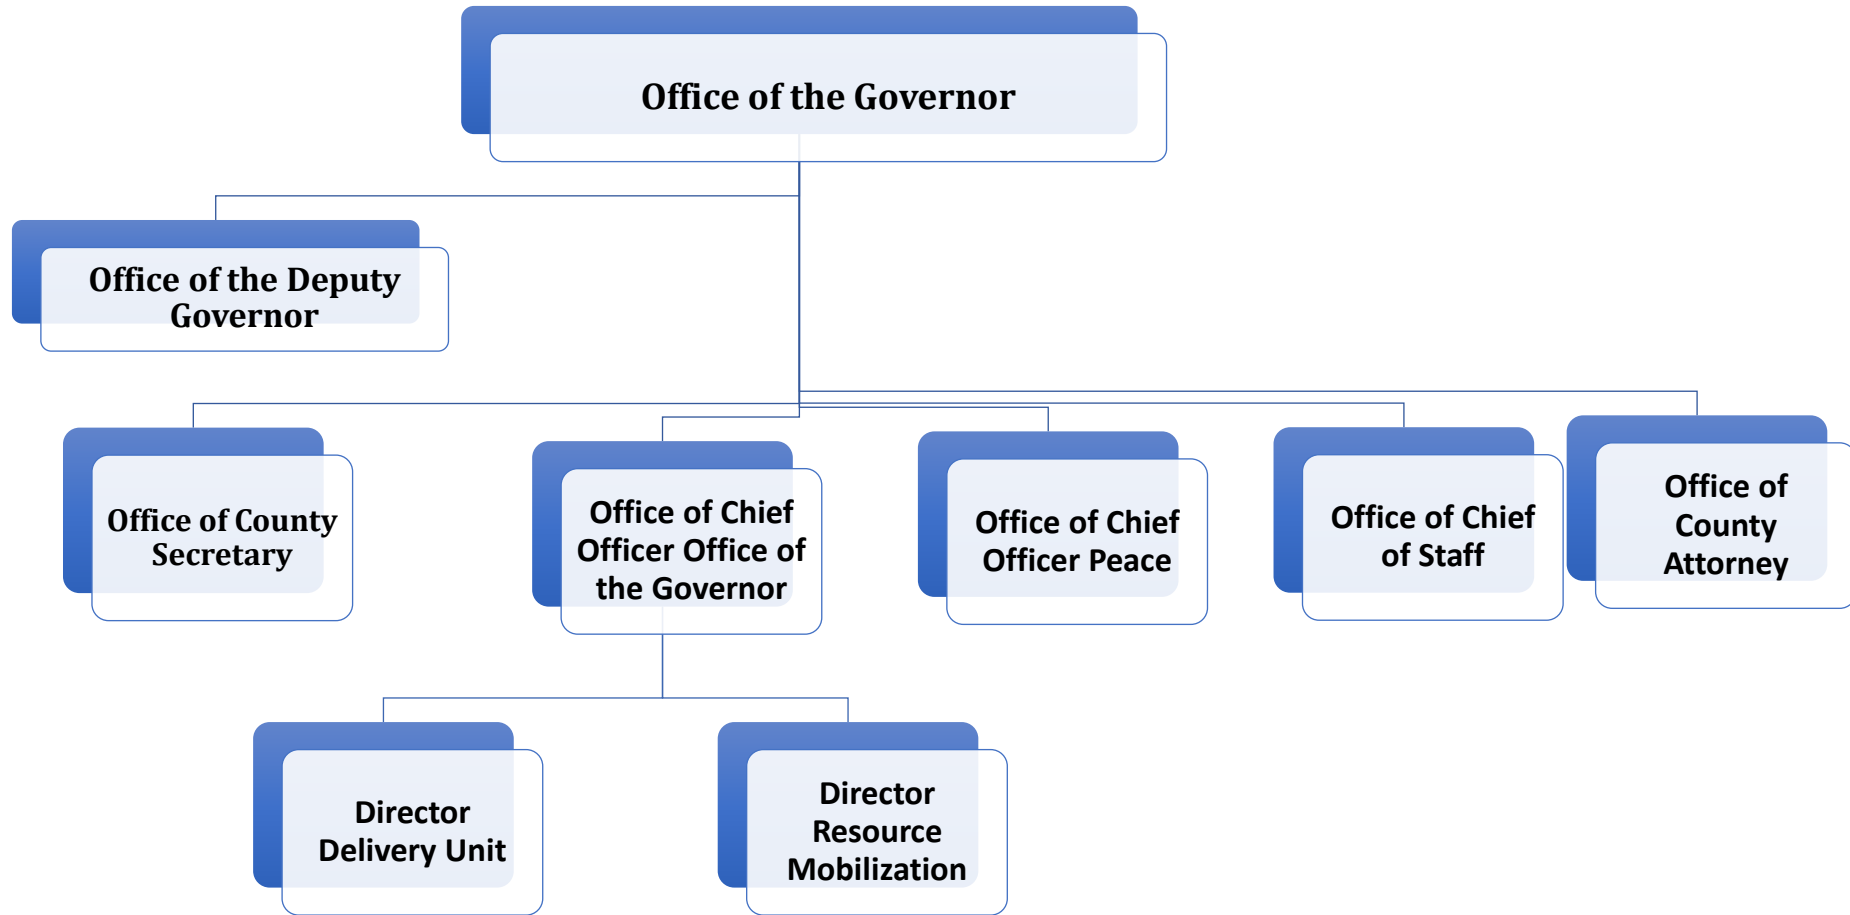 Office of the Governor
Office of the Deputy
Governor
Office of County
Secretary
Office of Chief
Officer Office of
the Governor
Office of Chief
Officer Peace
Office of Chief
of Staff
Office of
County
Attorney
Director
Delivery Unit
Director
Resource
Mobilization